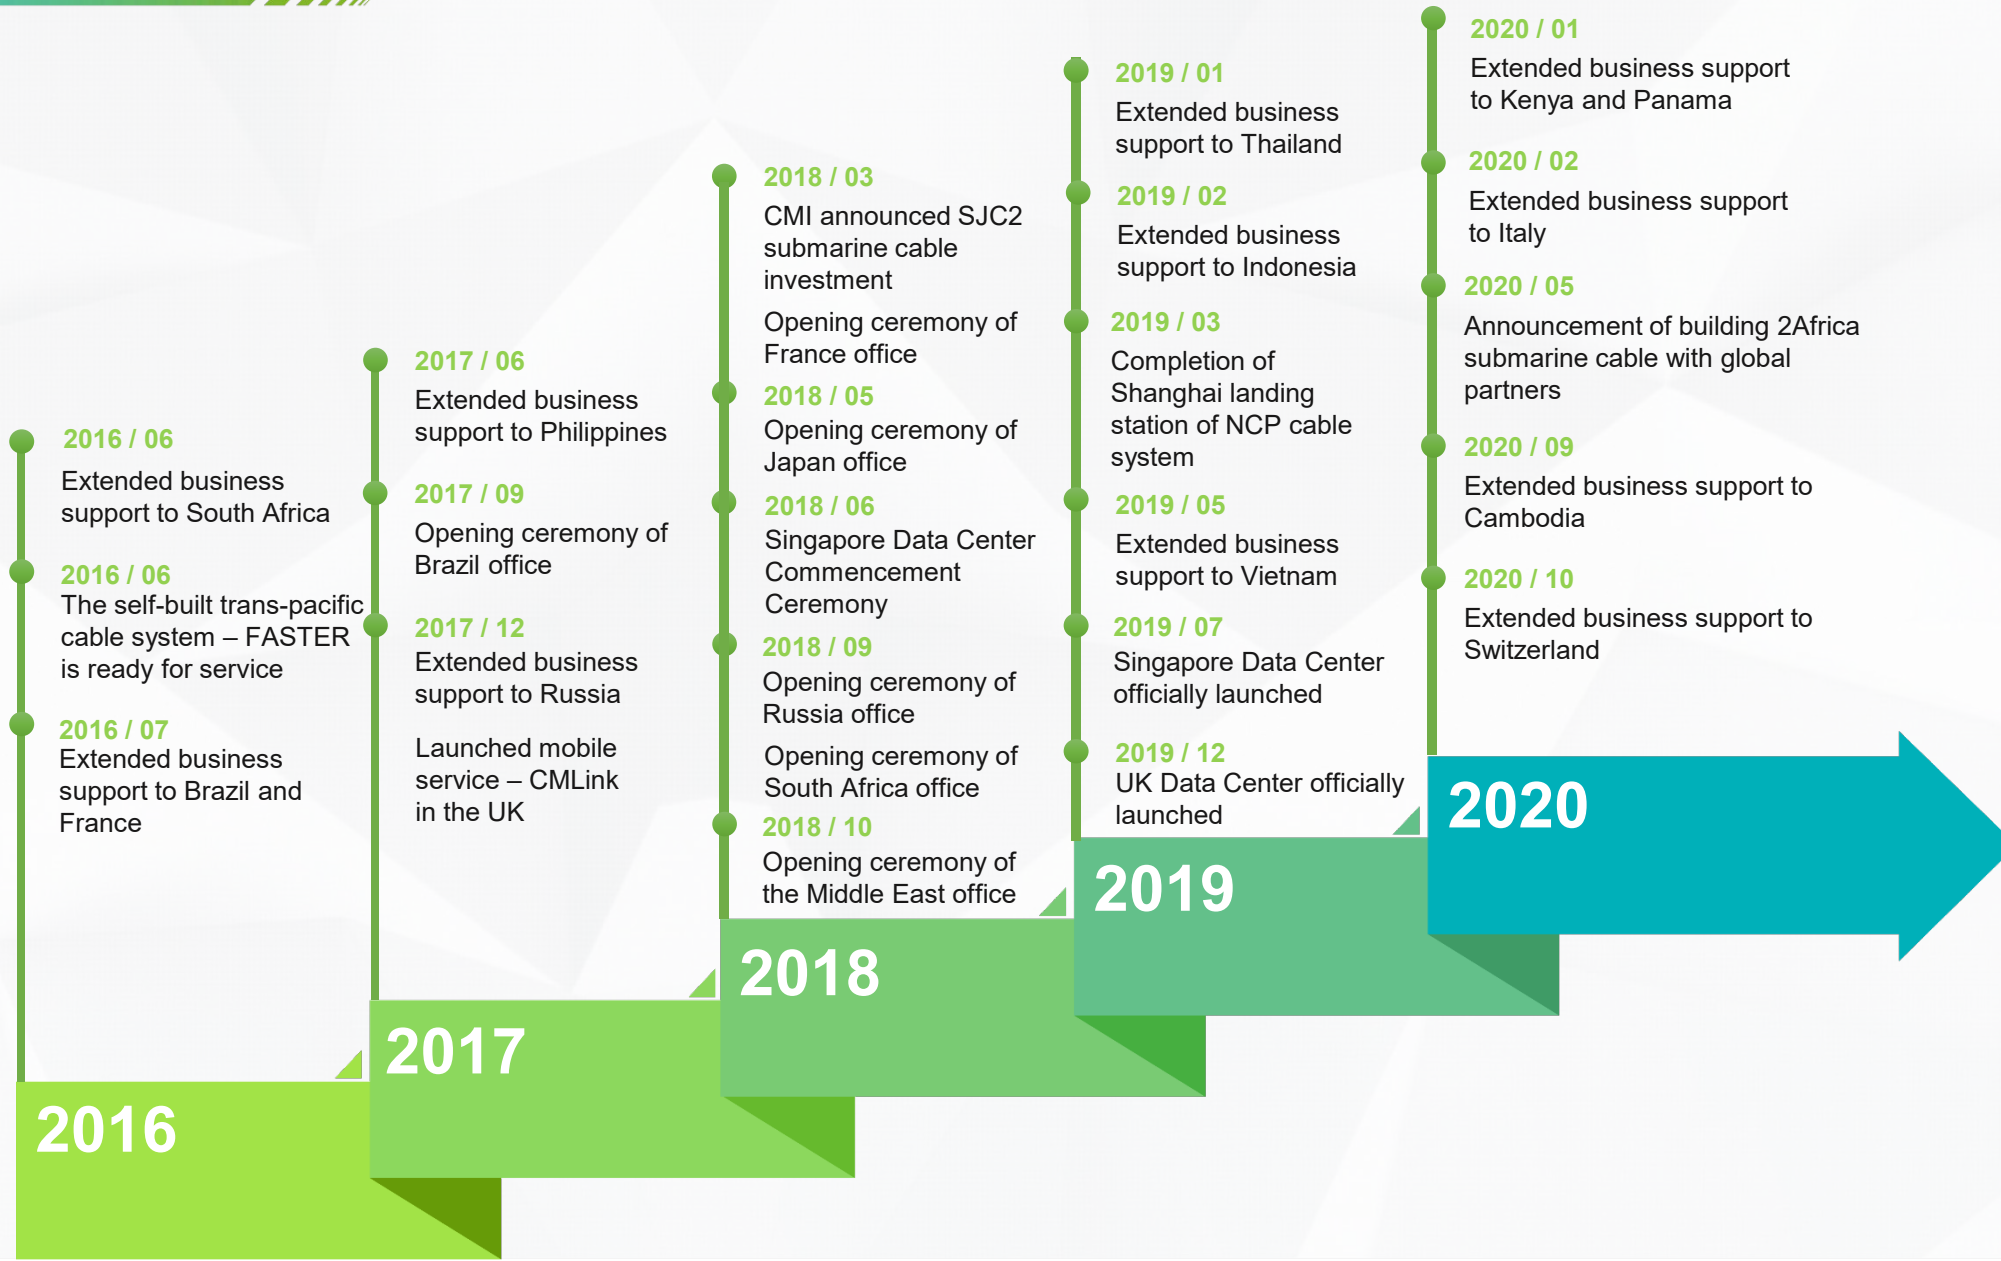 2016 / 06
Extended business
support to South Africa
2016 / 06
The self-built trans-pacific
cable system – FASTER
is ready for service
2016 / 07
Extended business
support to Brazil and
France
2016
2017 / 06
Extended business
support to Philippines
2017 / 09
Opening ceremony of
Brazil office
2017 / 12
Extended business
support to Russia
Launched mobile
service – CMLink
in the UK
2017
2018 / 03
CMI announced SJC2
submarine cable
investment
Opening ceremony of
France office
2018 / 05
Opening ceremony of
Japan office
2018 / 06
Singapore Data Center
Commencement
Ceremony
2018 / 09
Opening ceremony of
Russia office
Opening ceremony of
South Africa office
2018 / 10
Opening ceremony of
the Middle East office
2018
2019 / 01
Extended business
support to Thailand
2019 / 02
Extended business
support to Indonesia
2019 / 03
Completion of
Shanghai landing
station of NCP cable
system
2019 / 05
Extended business
support to Vietnam
2019 / 07
Singapore Data Center
officially launched
2019 / 12
UK Data Center officially
launched
2019
2020 / 01
Extended business support
to Kenya and Panama
2020 / 02
Extended business support
to Italy
2020 / 05
Announcement of building 2Africa
submarine cable with global
partners
2020 / 09
Extended business support to
Cambodia
2020 / 10
Extended business support to
Switzerland
2020